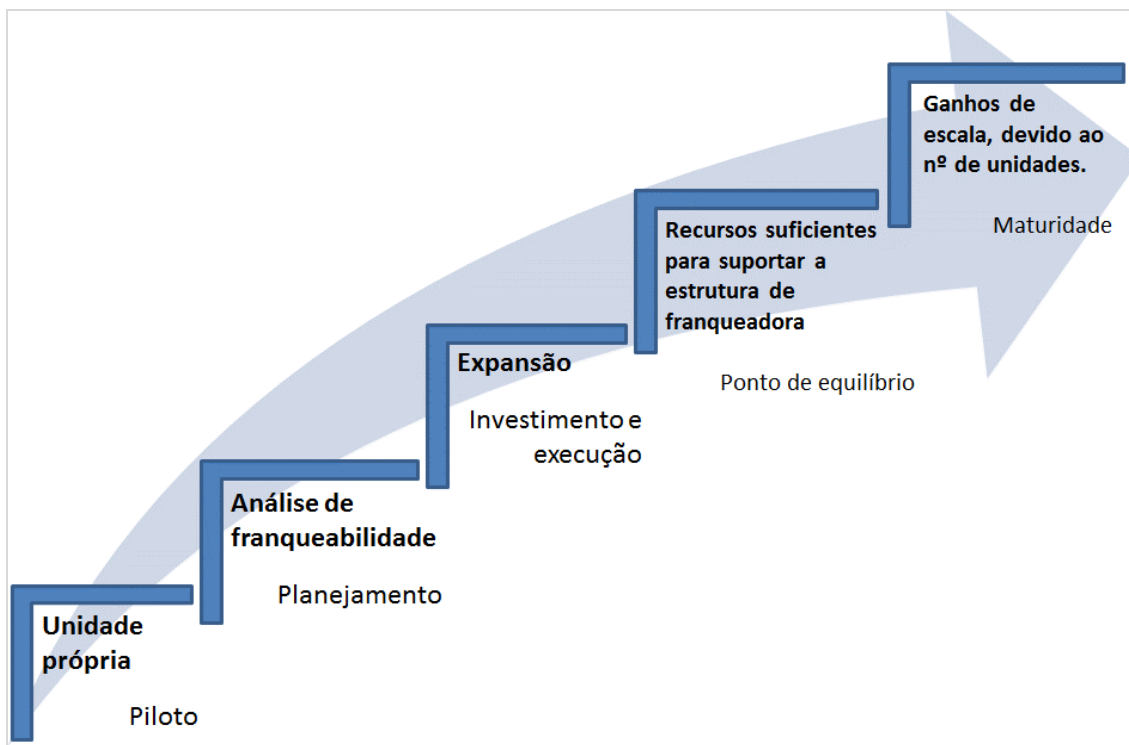 Unidade
própria
Piloto
Análise de
franqueabilidade
Planejamento
Expansão
Investimento e
execução
Recursos suficientes
para suportar a
estrutura de
franqueadora
Ponto de equilíbrio
Ganhos de
escala, devido ao
nº de unidades.
Maturidade